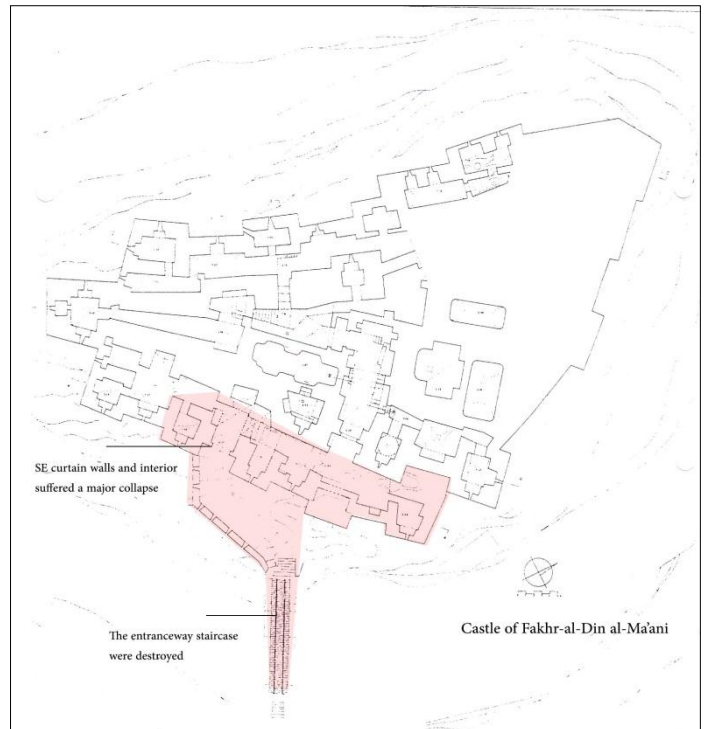 SE curtain walls and interior
suffered a major collapse
The entranceway staircase
were destroyed
Castle of Fakhr-al-Din al-Ma'ani